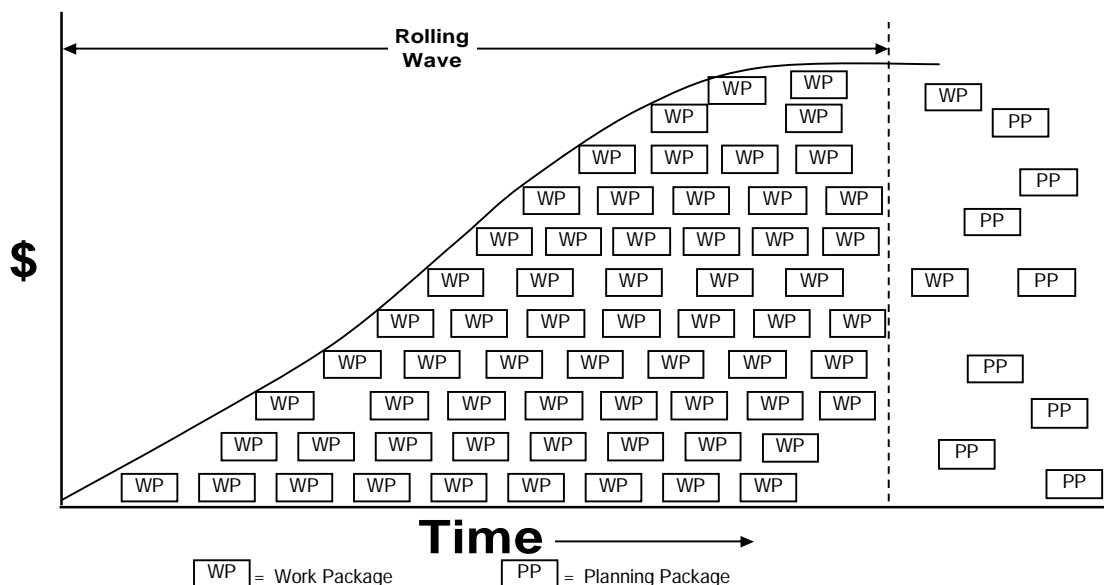 Rolling
Wave
WP WP WP
WP WP PP
WP WP WP WP
PP
WP WP WP WP WP
PP
$
WP WP WP WP WP WP
WP WP WP WP WP WP PP
WP WP WP WP WP WP WP
WP WP WP WP WP WP WP PP
WP WP WP WP WP WP WP WP PP
WP WP WP WP WP WP WP WP PP
WP WP WP WP WP WP WP WP WP PP
Time
WP = Work Package PP = Planning Package